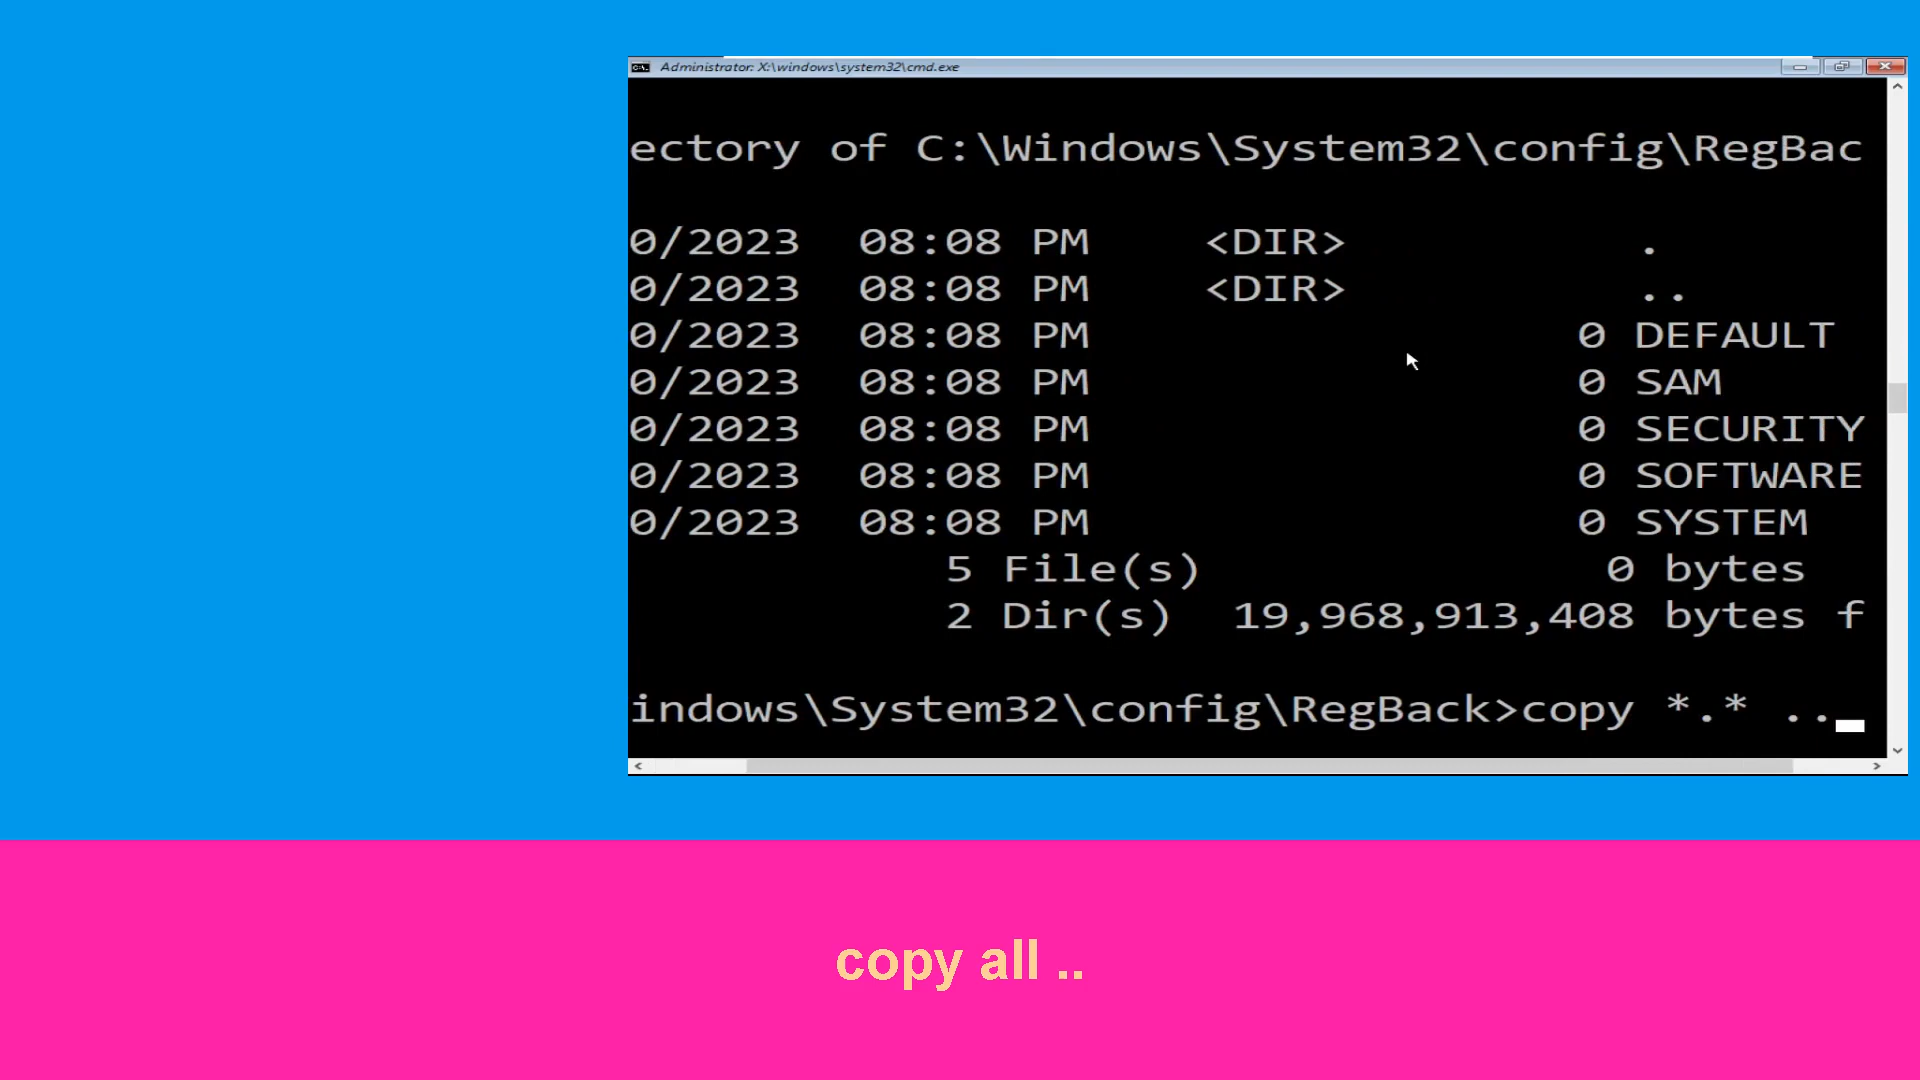 Administrator: X:\windows\system32\cmd.exe
ectory of C:\Windows\System32\config\RegBac
0/2023 08:08 PM <DIR> .
0/2023 08:08 PM <DIR> ..
0/2023 08:08 PM 0 DEFAULT
0/2023 08:08 PM 0 SAM
0/2023 08:08 PM 0 SECURITY
0/2023 08:08 PM 0 SOFTWARE
0/2023 08:08 PM 0 SYSTEM
5 File(s) 0 bytes
2 Dir(s) 19,968,913,408 bytes f
indows\System32\config\RegBack>copy *.* ..
copy all ..